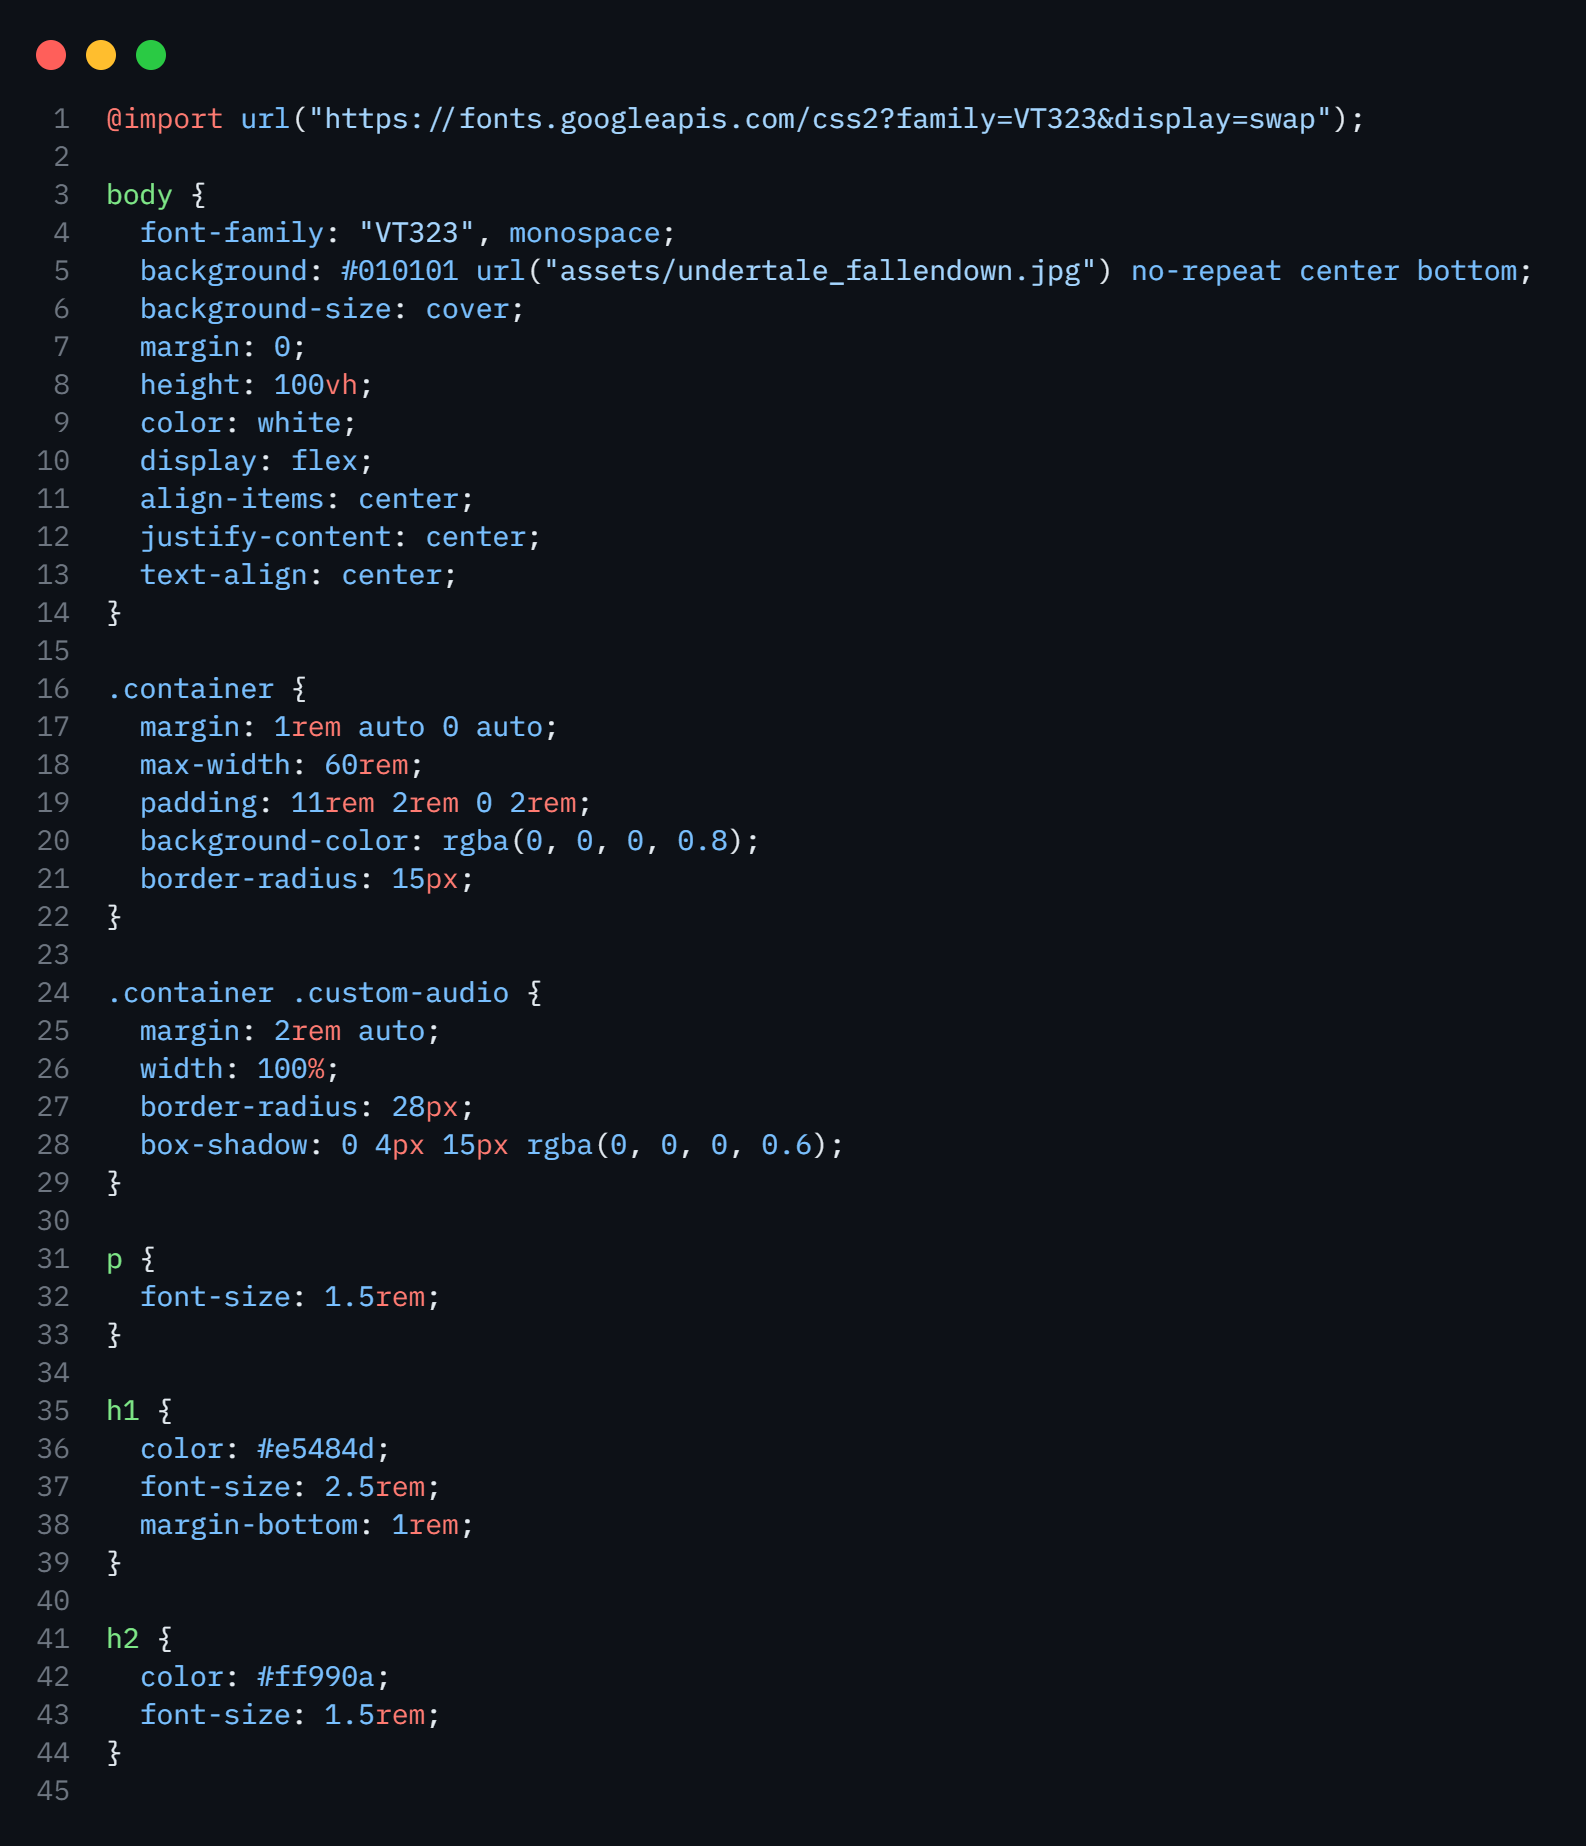 1 @import url("https://fonts.googleapis.com/css2?family=VT323&display=swap");
2
3 body {
4   font-family: "VT323", monospace;
5   background: #010101 url("assets/undertale_fallendown.jpg") no-repeat center bottom;
6   background-size: cover;
7   margin: 0;
8   height: 100vh;
9   color: white;
10   display: flex;
11   align-items: center;
12   justify-content: center;
13   text-align: center;
14 }
15
16 .container {
17   margin: 1rem auto 0 auto;
18   max-width: 60rem;
19   padding: 11rem 2rem 0 2rem;
20   background-color: rgba(0, 0, 0, 0.8);
21   border-radius: 15px;
22 }
23
24 .container .custom-audio {
25   margin: 2rem auto;
26   width: 100%;
27   border-radius: 28px;
28   box-shadow: 0 4px 15px rgba(0, 0, 0, 0.6);
29 }
30
31 p {
32   font-size: 1.5rem;
33 }
34
35 h1 {
36   color: #e5484d;
37   font-size: 2.5rem;
38   margin-bottom: 1rem;
39 }
40
41 h2 {
42   color: #ff990a;
43   font-size: 1.5rem;
44 }
45